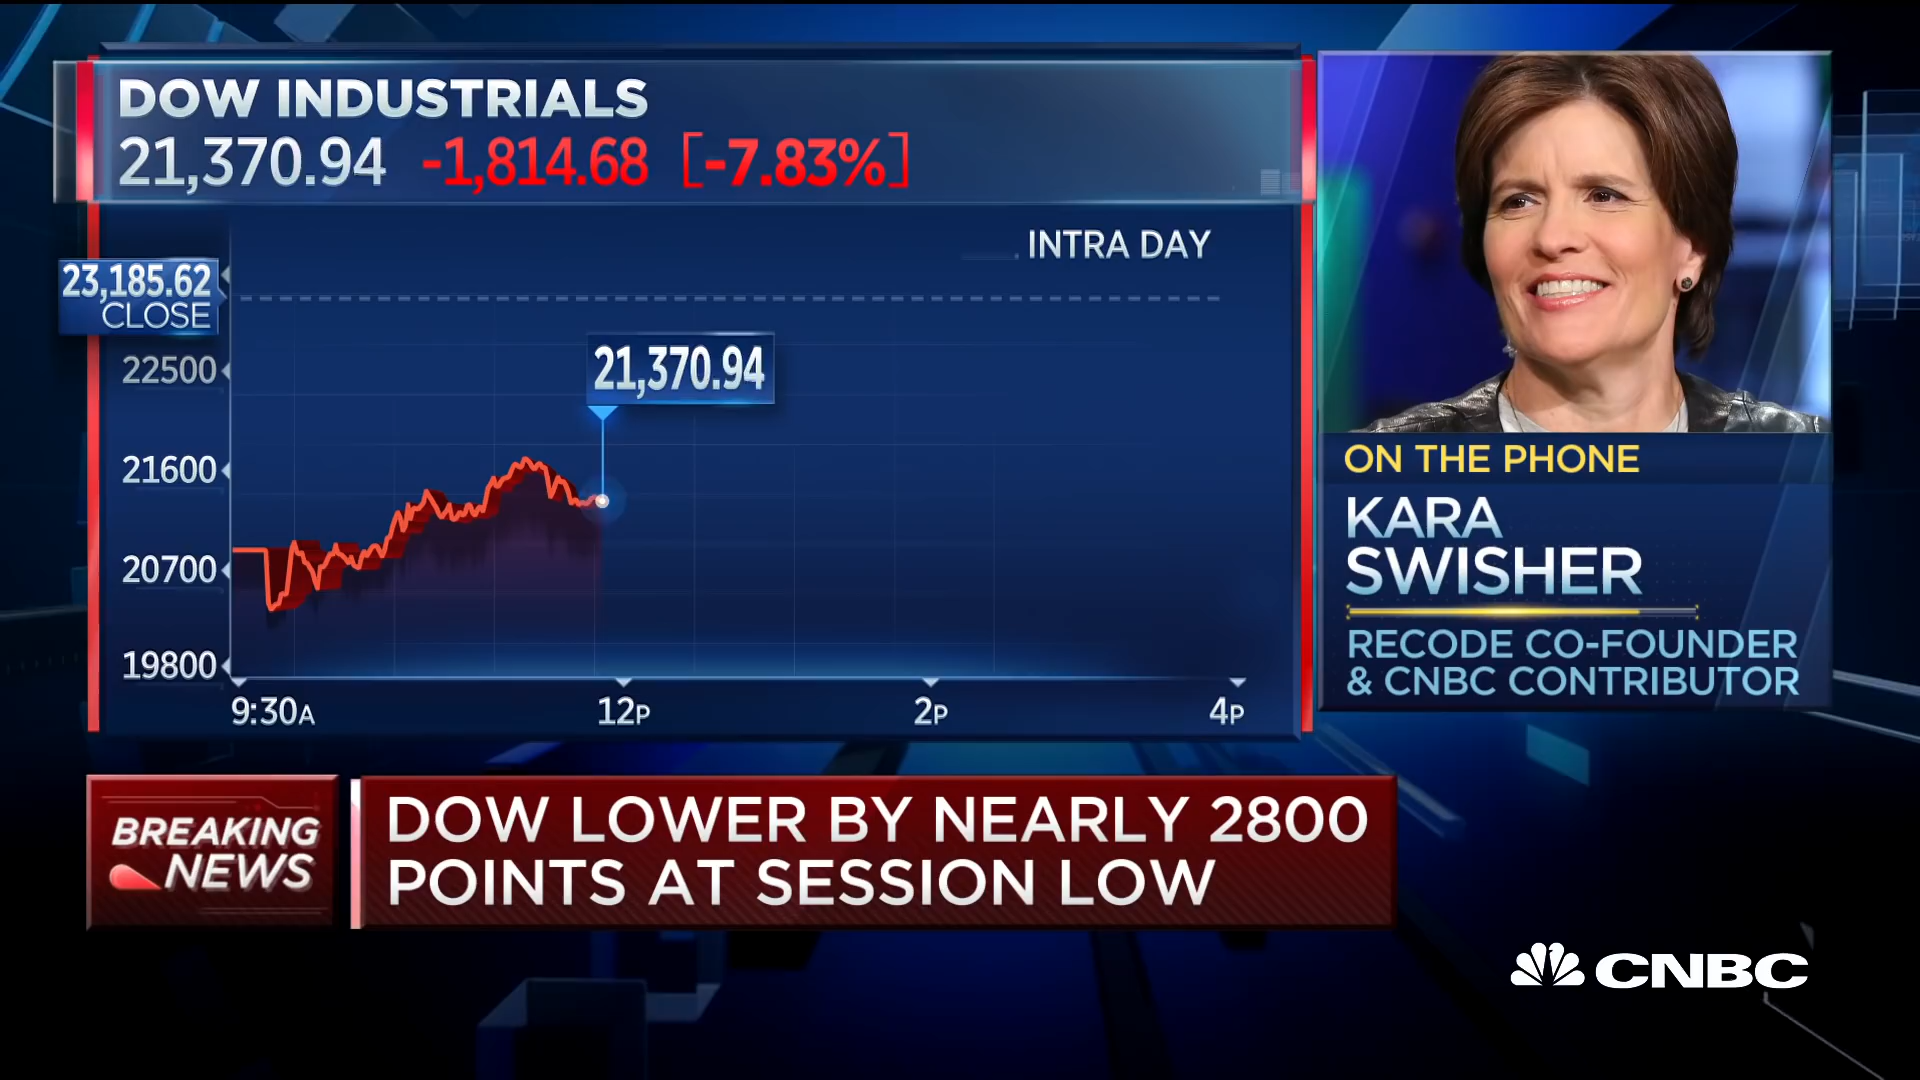 DOW INDUSTRIALS
21,370.94 -1,814.68 [-7.83%]
INTRA DAY
23,185.62
CLOSE
22500
21,370.94
21600
20700
19800
9:30A 12P 2P 4P
ON THE PHONE
KARA
SWISHER
RECODE CO-FOUNDER
& CNBC CONTRIBUTOR
BREAKING
NEWS
DOW LOWER BY NEARLY 2800
POINTS AT SESSION LOW
CNBC